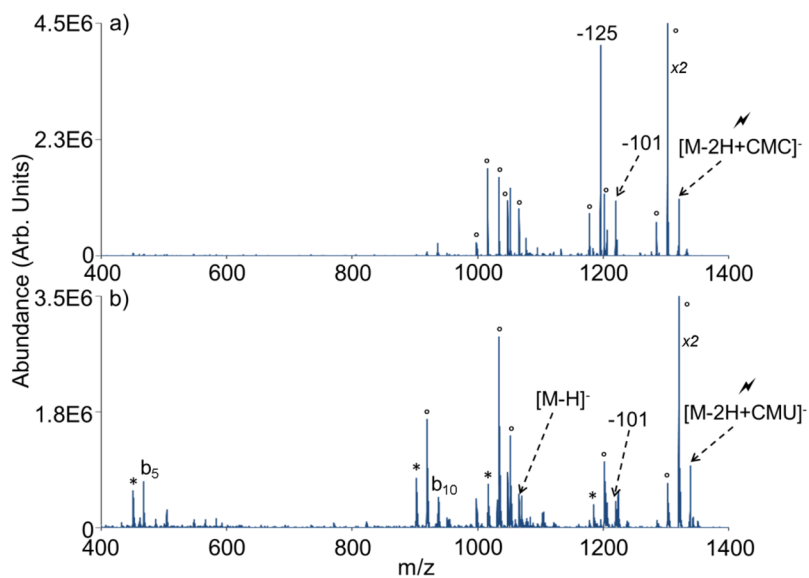 4.5E6
a)
-125
x2
-101
[M-2H+CMC]-
2.3E6
0
400
600
800
1000
1200
1400
Abundance (Arb. Units)
3.5E6
b)
x2
[M-H]-
-101
[M-2H+CMU]-
1.8E6
*
b5
*
b10
*
*
0
400
600
800
1000
1200
1400
m/z